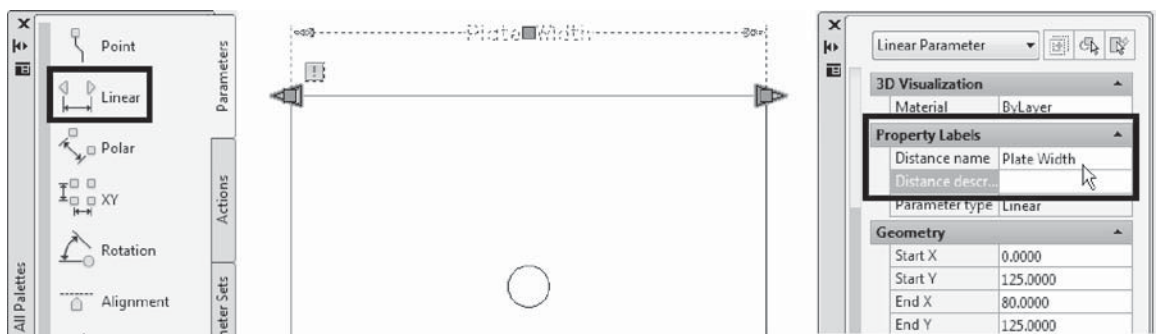 Point
Linear
Polar
XY
Rotation
Alignment
Parameters
Actions
meter Sets
All Palettes
Plate Width
!
Linear Parameter
3D Visualization
Material ByLayer
Property Labels
Distance name Plate Width
Distance descr...
Parameter type Linear
Geometry
Start X 0.0000
Start Y 125.0000
End X 80.0000
End Y 125.0000